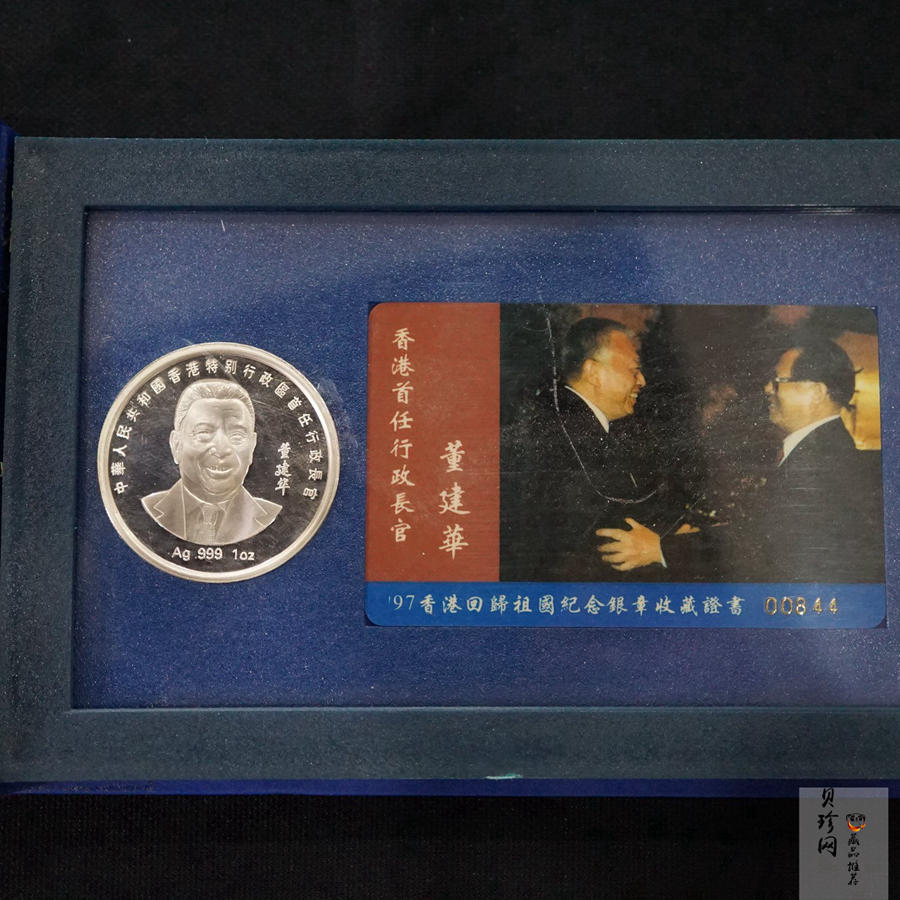 中華人民共和國香港特别行政區首任行政長官
董建华
Ag .999 1oz
香港首任行政長官
董建華
'97香港回歸祖國紀念銀章收藏證書 00844
贝珍网
藏品推荐